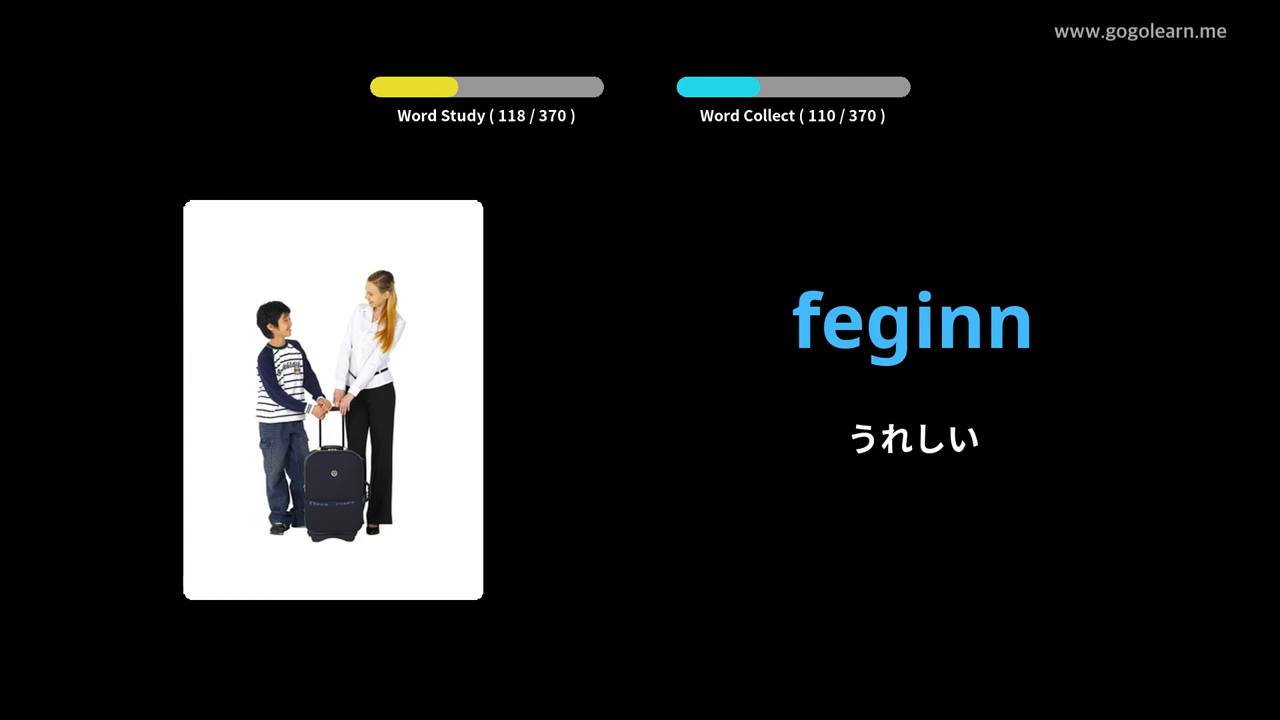 www.gogolearn.me
Word Study ( 118 / 370 )
Word Collect ( 110 / 370 )
feginn
うれしい